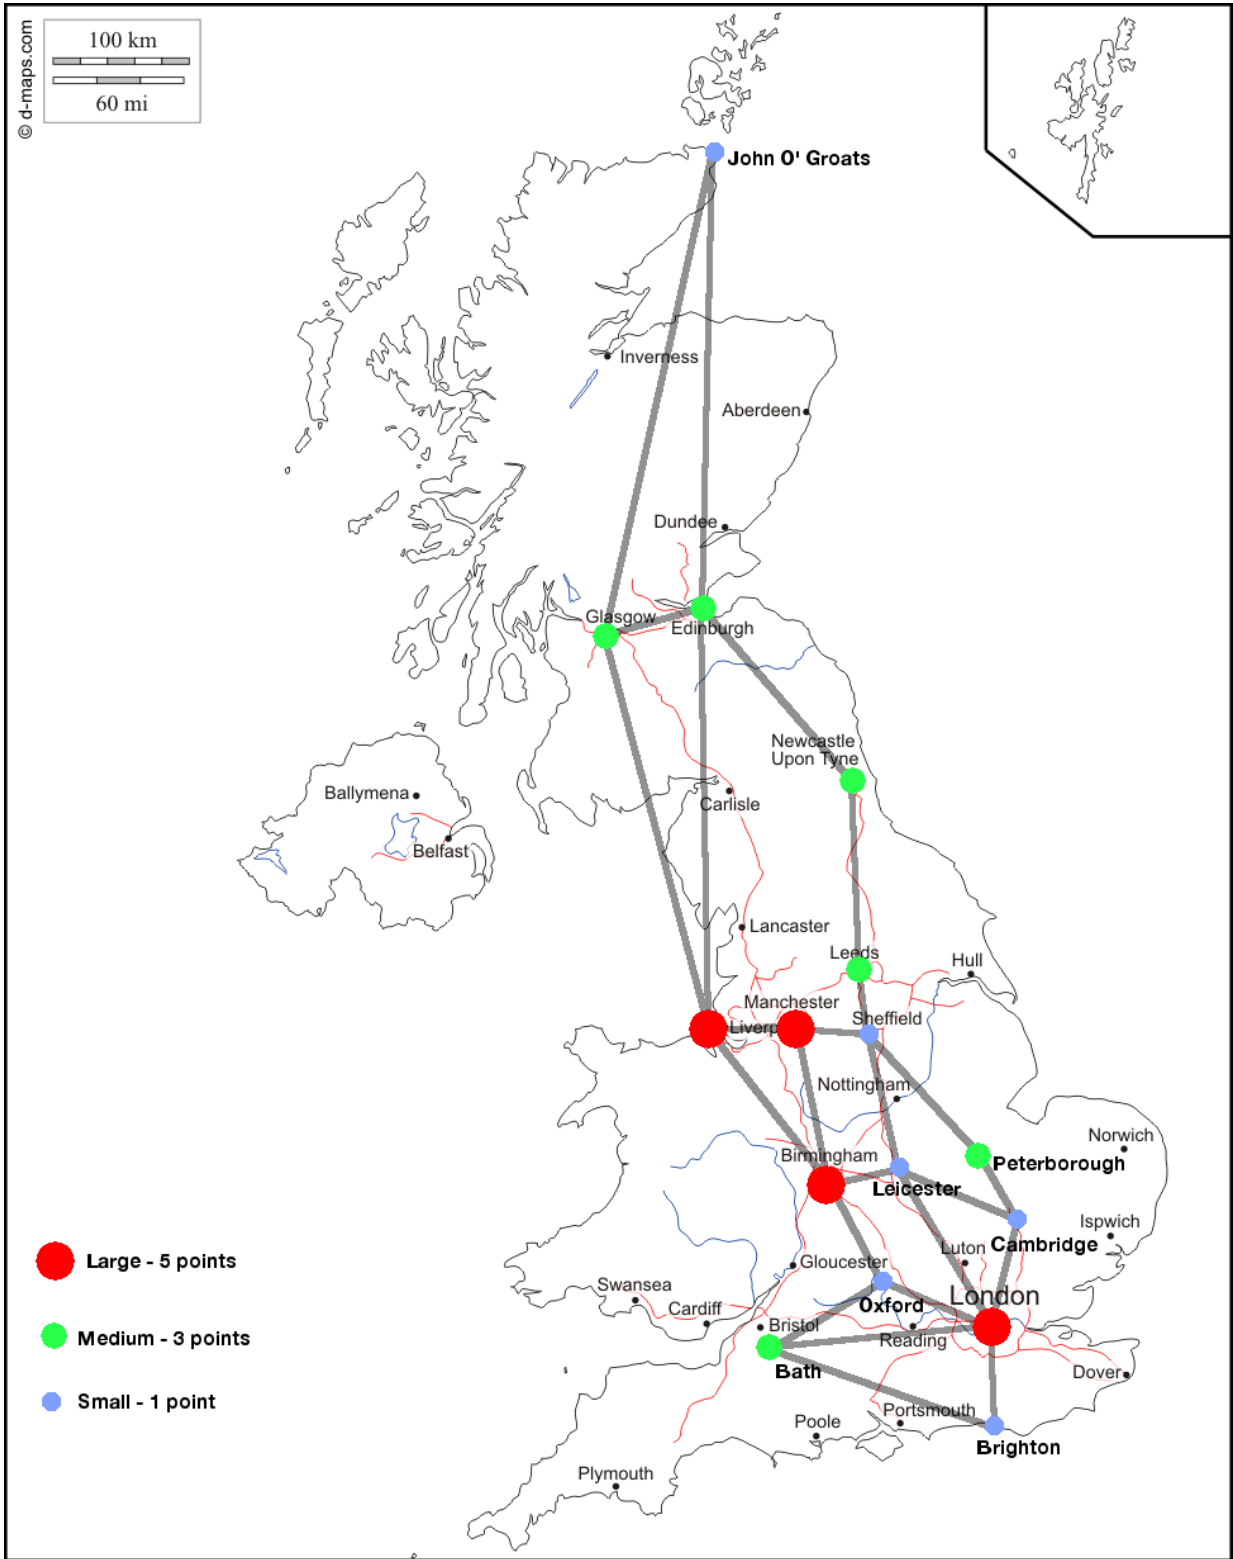 © d-maps.com
100 km
60 mi
John O' Groats
Inverness
Aberdeen
Dundee
Glasgow
Edinburgh
Newcastle
Upon Tyne
Ballymena
Carlisle
Belfast
Lancaster
Leeds
Hull
Manchester
Liverp
Sheffield
Nottingham
Norwich
Birmingham
Peterborough
Leicester
Ispwich
Cambridge
Luton
Large - 5 points
Gloucester
Swansea
London
Oxford
Cardiff
Bristol
Medium - 3 points
Reading
Bath
Dover
Small - 1 point
Portsmouth
Poole
Brighton
Plymouth